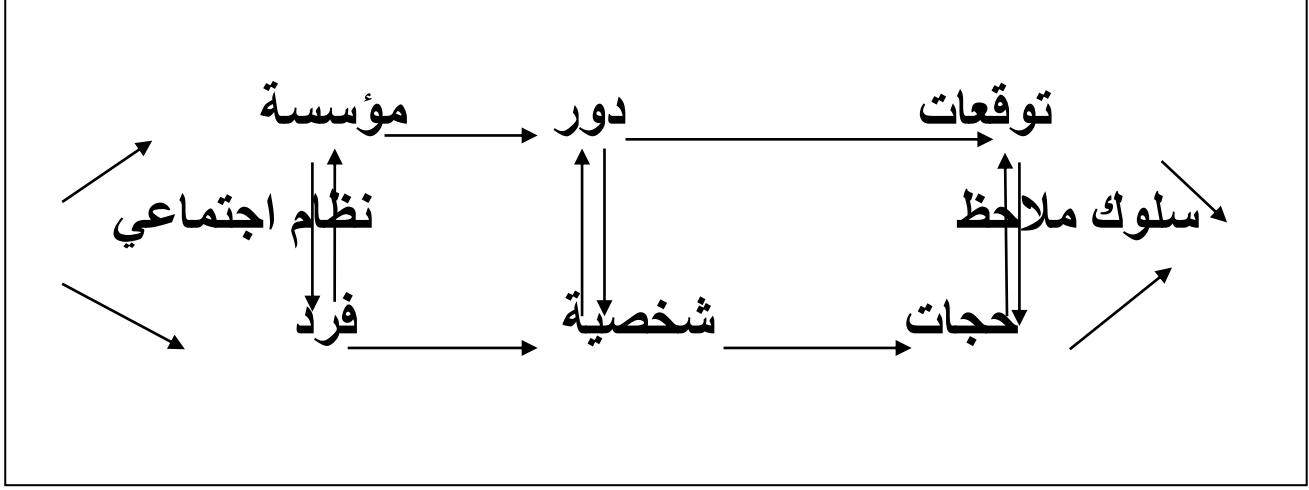 مؤسسة دور توقعات
نظام اجتماعي سلوك ملاحظ
فرد شخصية حجات